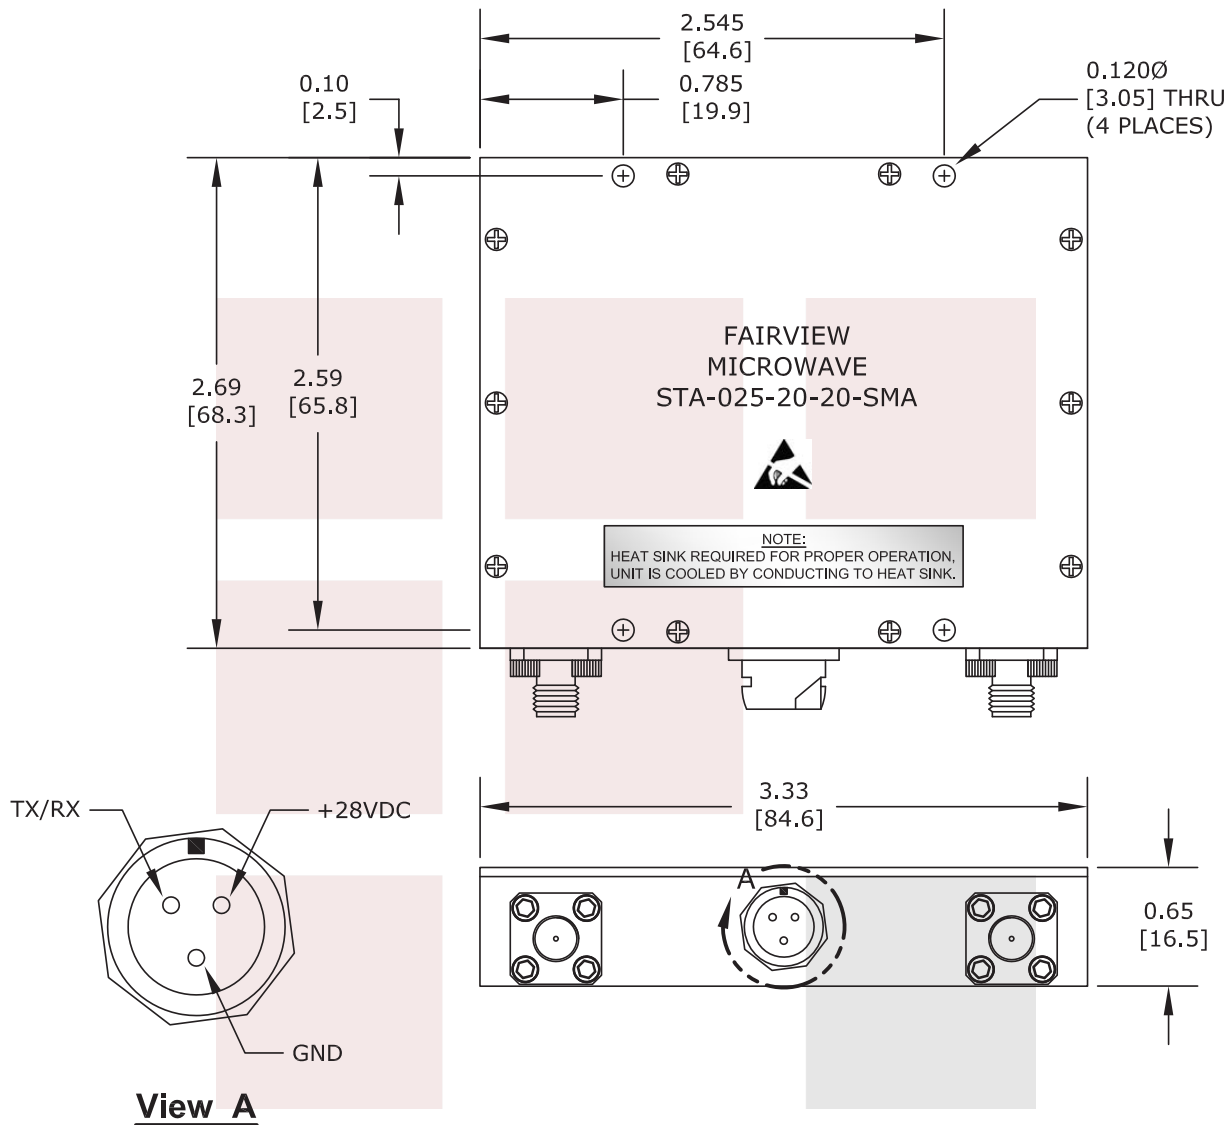 2.545
[64.6]
0.785
[19.9]
0.10
[2.5]
0.120Ø
[3.05] THRU
(4 PLACES)
2.69
[68.3]
2.59
[65.8]
FAIRVIEW
MICROWAVE
STA-025-20-20-SMA
NOTE:
HEAT SINK REQUIRED FOR PROPER OPERATION,
UNIT IS COOLED BY CONDUCTING TO HEAT SINK.
3.33
[84.6]
TX/RX
+28VDC
A
0.65
[16.5]
GND
View A